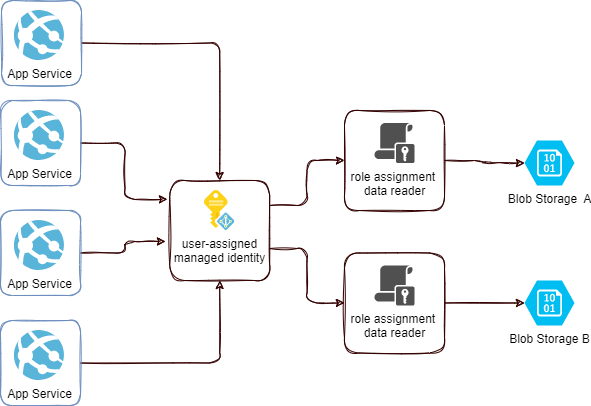 App Service
App Service
App Service
App Service
user-assigned
managed identity
role assignment
data reader
role assignment
data reader
10
01
Blob Storage  A
10
01
Blob Storage B